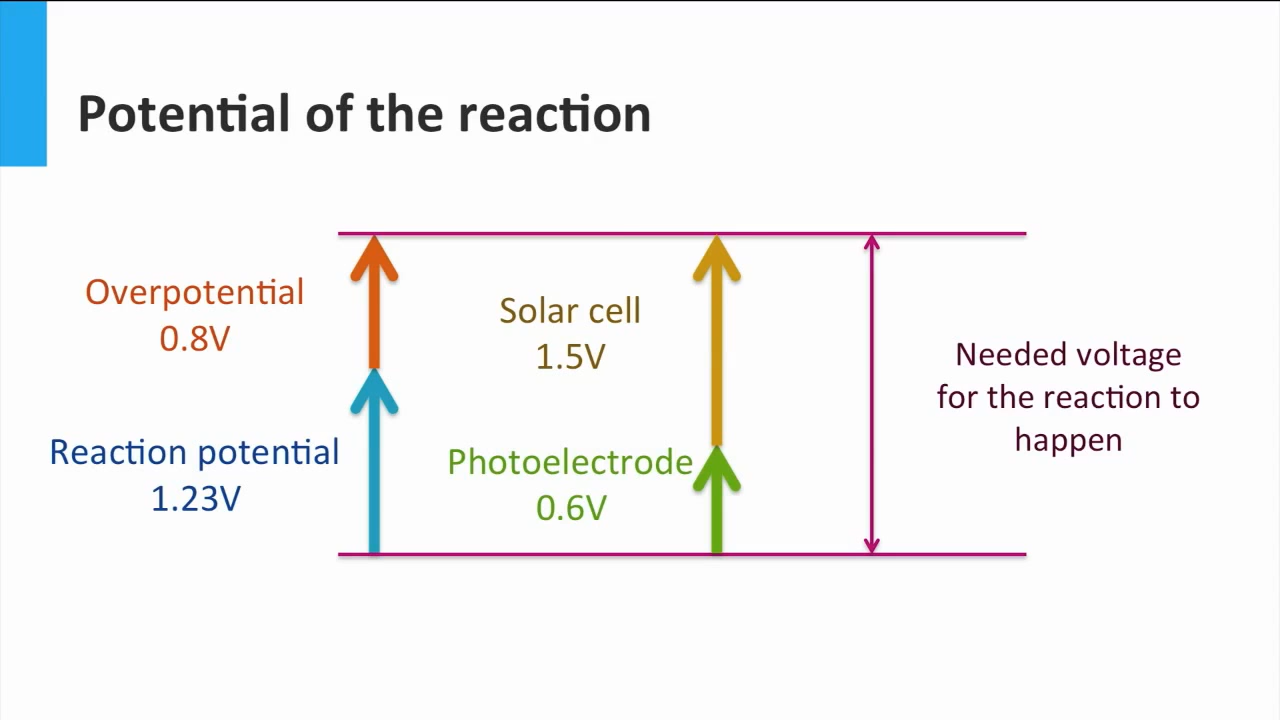 Potential of the reaction
Overpotential
0.8V
Solar cell
1.5V
Needed voltage
for the reaction to
happen
Reaction potential
1.23V
Photoelectrode
0.6V